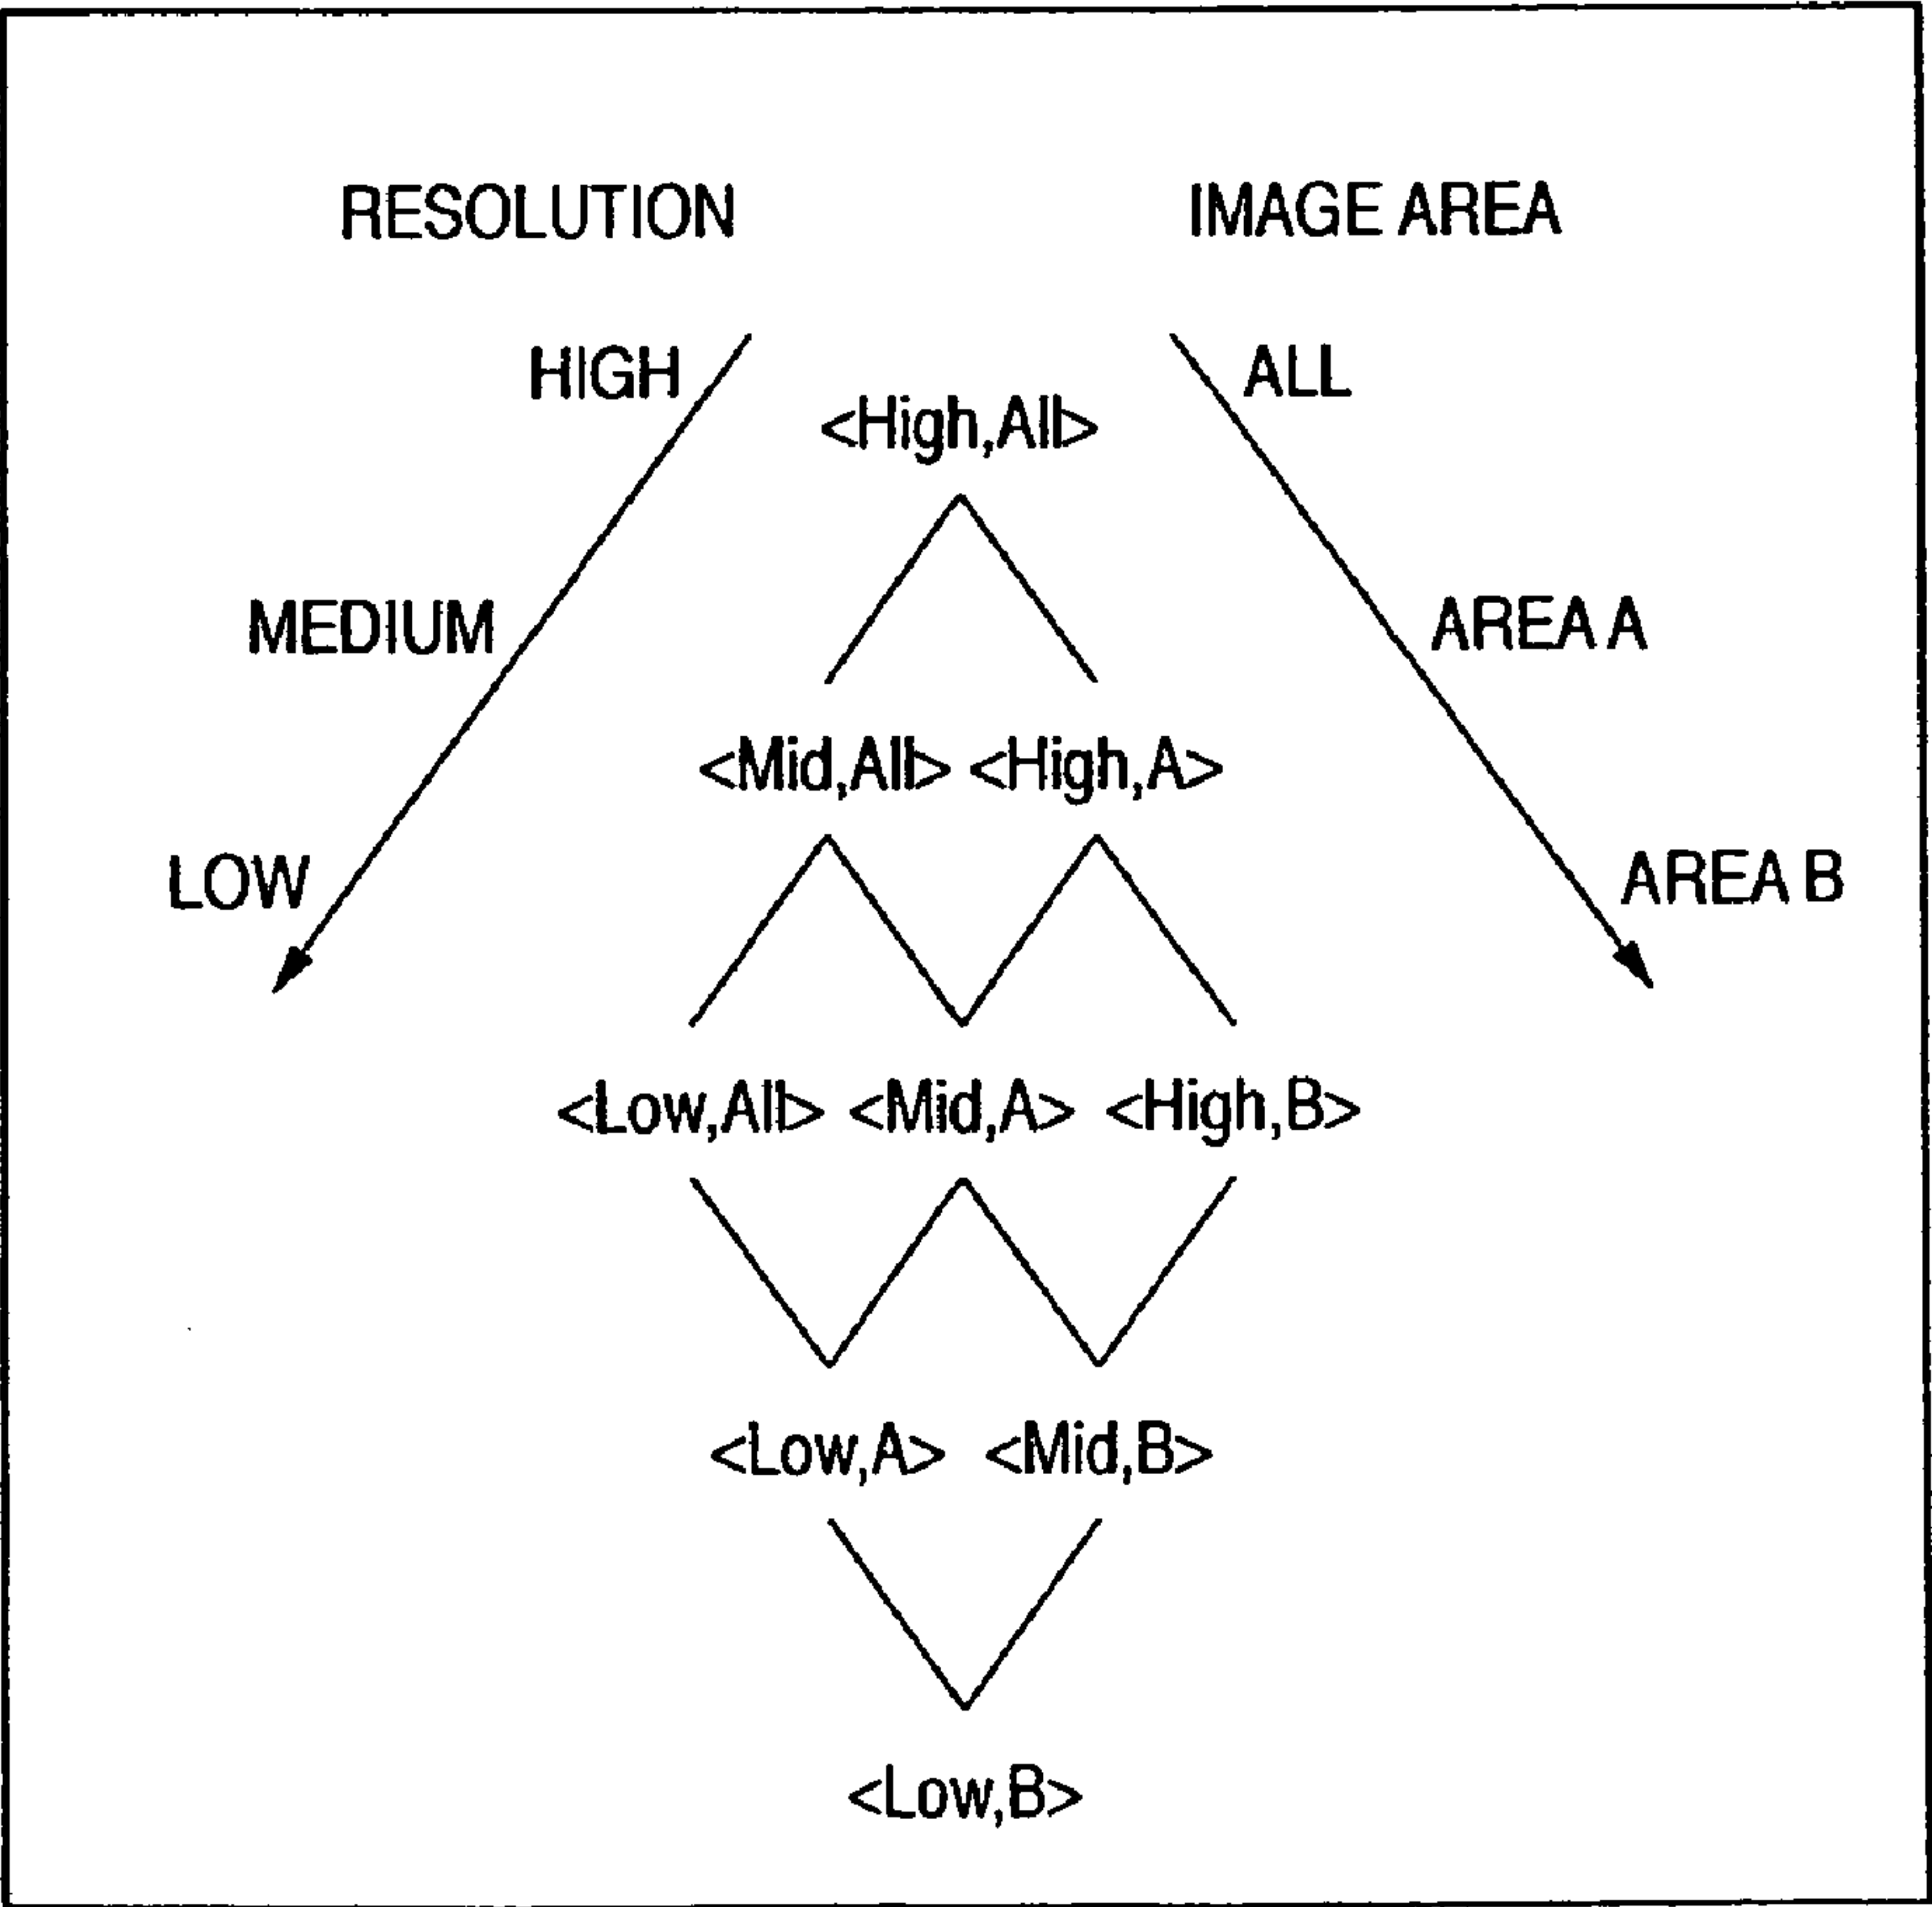 RESOLUTION IMAGE AREA
HIGH ALL
<High,All>
MEDIUM AREA A
<Mid,All> <High,A>
LOW AREA B
<Low,All> <Mid,A> <High,B>
<Low,A> <Mid,B>
<Low,B>